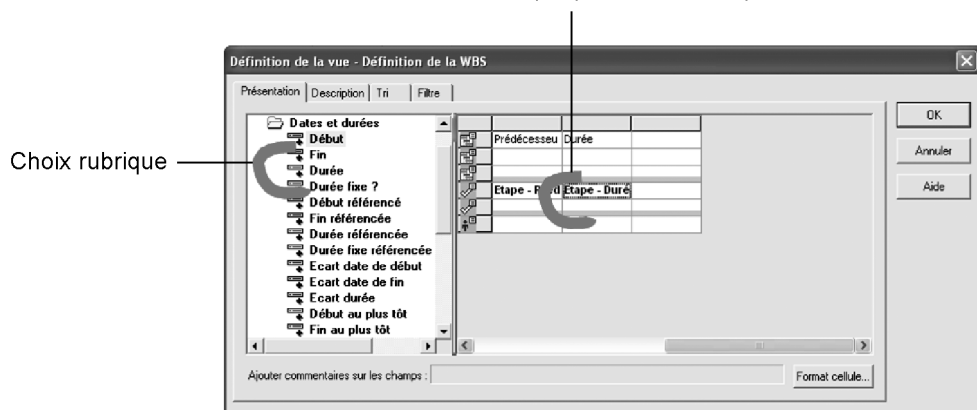 Définition de la vue - Définition de la WBS
Présentation Description Tri Filtre
Dates et durées
Début
Fin
Durée
Durée fixe ?
Début référencé
Fin référencée
Durée référencée
Durée fixe référencée
Ecart date de début
Ecart date de fin
Ecart durée
Début au plus tôt
Fin au plus tôt
Choix rubrique
Prédécesseu Durée
Etape - Etape - Duré
OK
Annuler
Aide
Ajouter commentaires sur les champs :
Format cellule...